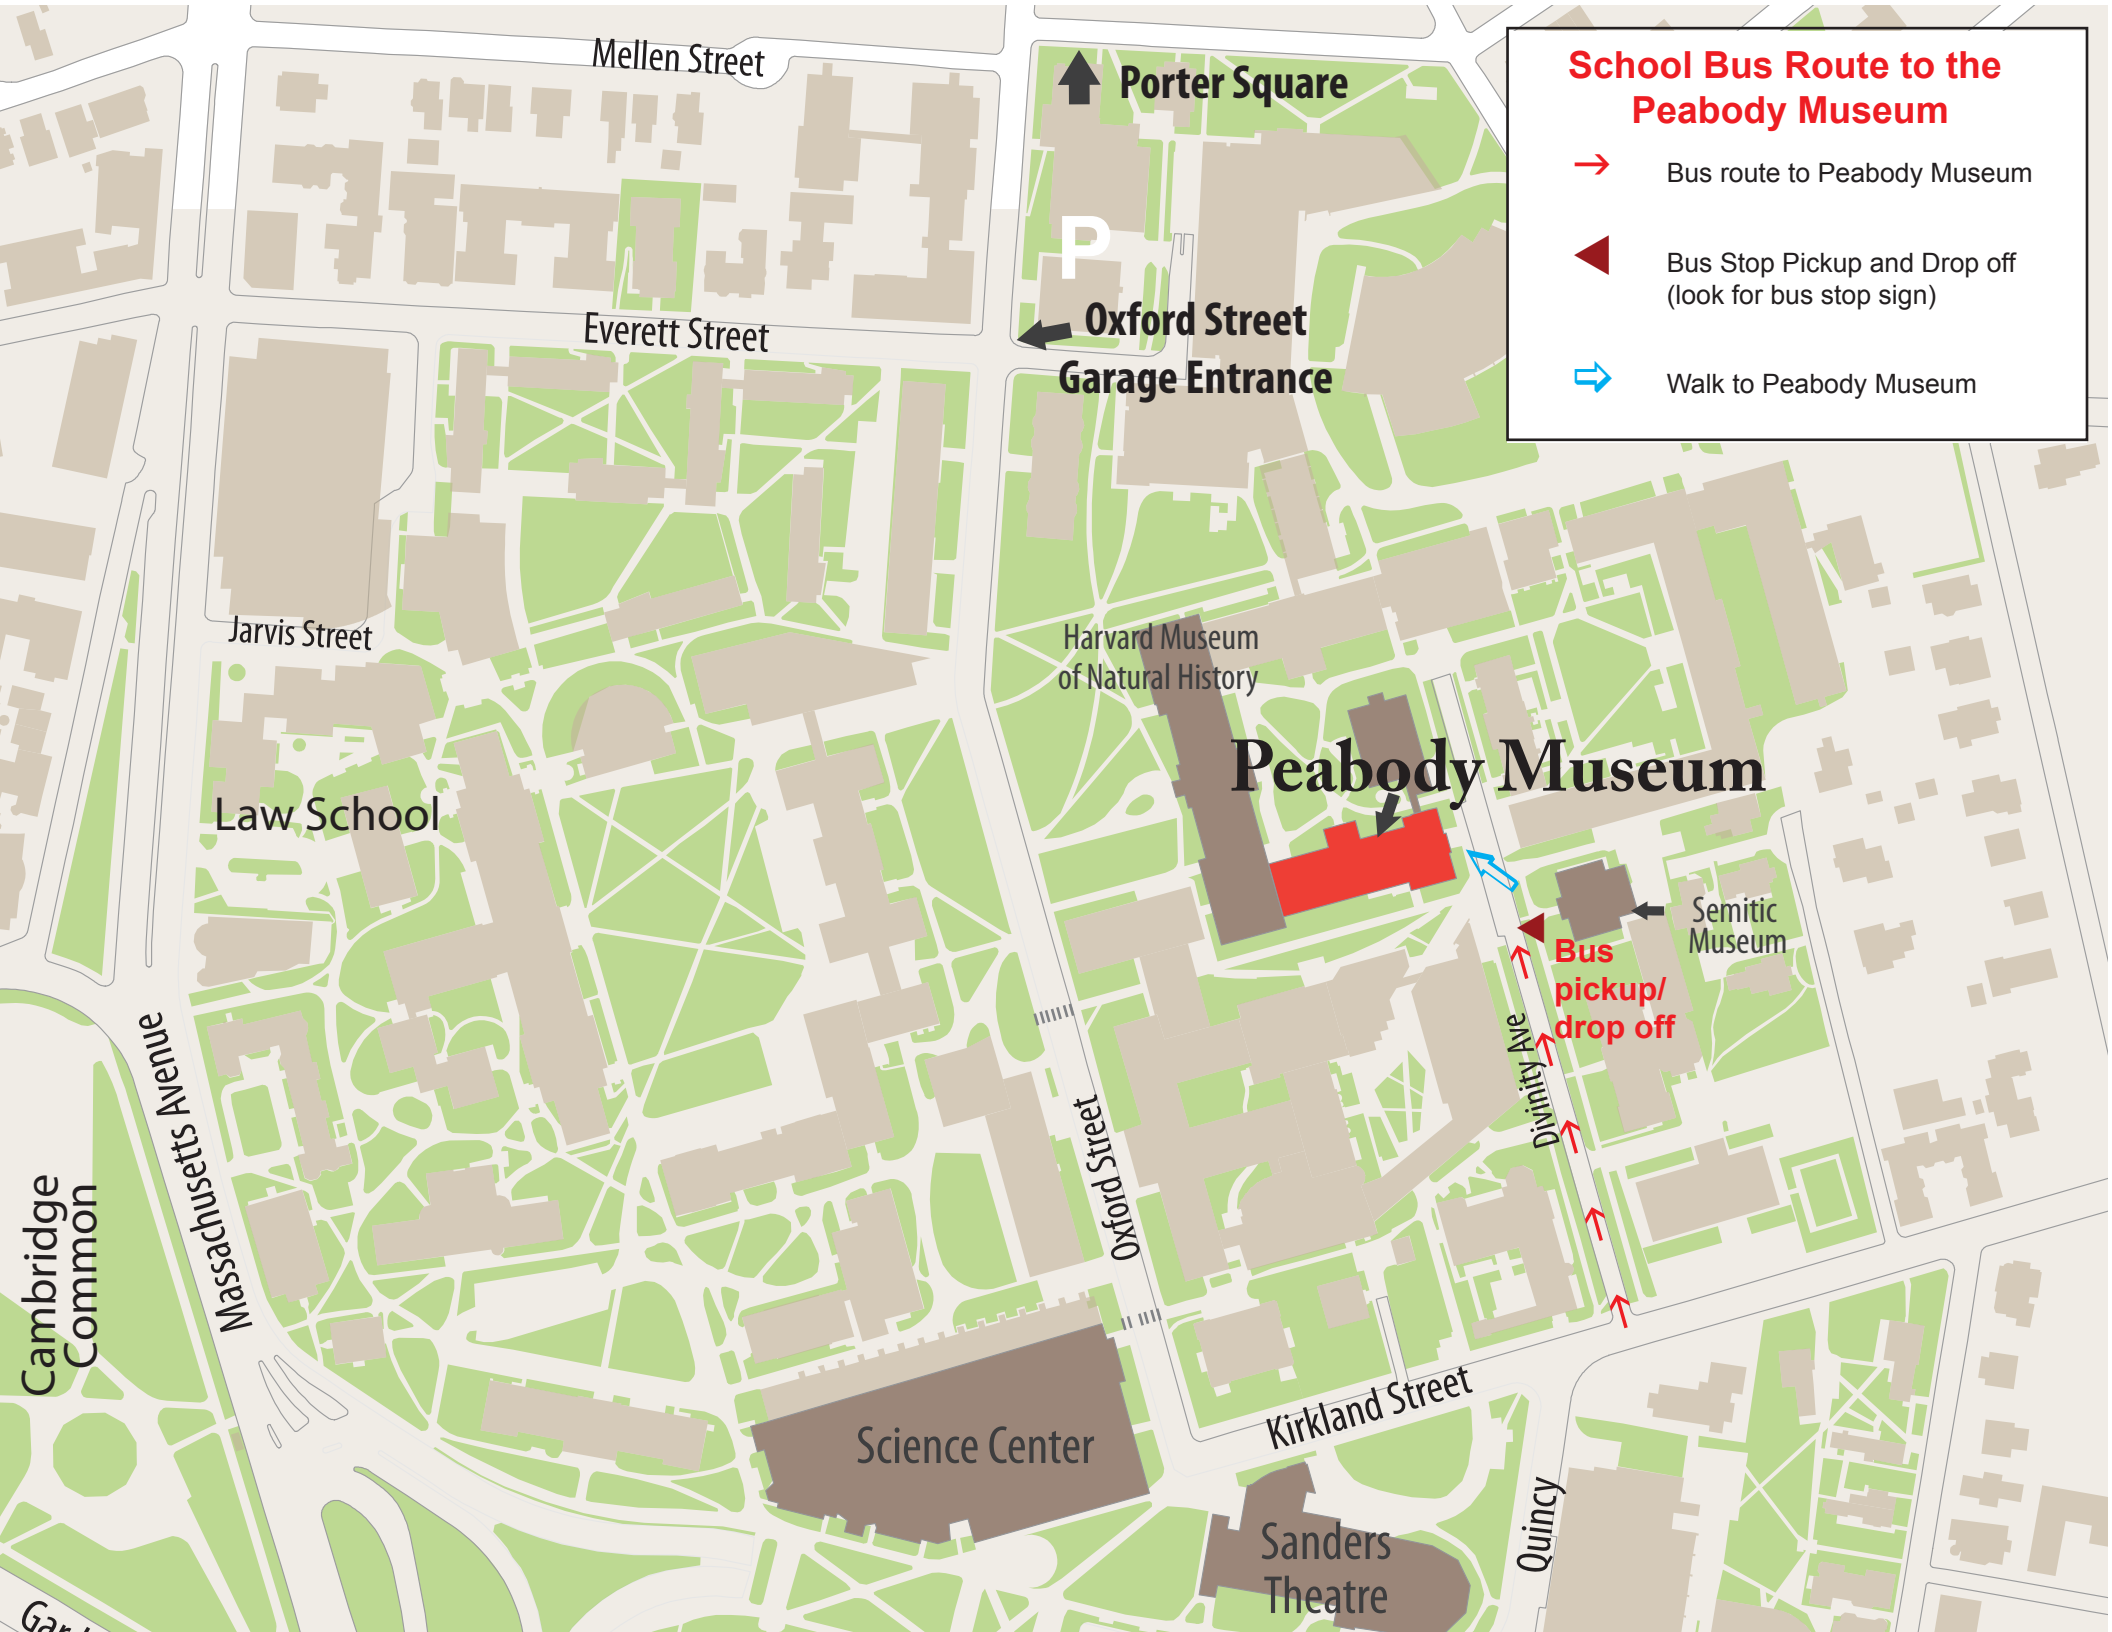 Mellen Street
Porter Square
School Bus Route to the
Peabody Museum
Bus route to Peabody Museum
Bus Stop Pickup and Drop off
(look for bus stop sign)
Walk to Peabody Museum
P
Everett Street
Oxford Street
Garage Entrance
Jarvis Street
Harvard Museum
of Natural History
Peabody Museum
Law School
Semitic
Museum
Bus
pickup/
drop off
Divinity Ave
Massachusetts Avenue
Oxford Street
Cambridge
Common
Kirkland Street
Science Center
Quincy
Sanders
Theatre